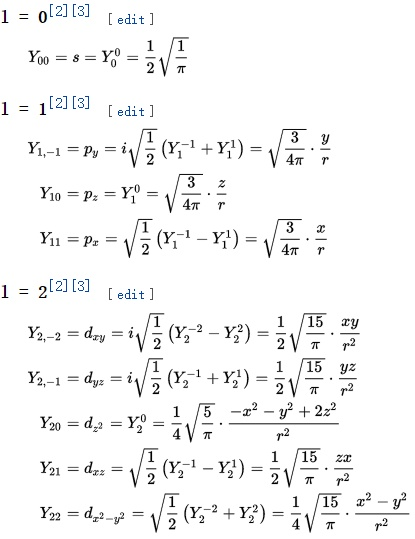 l = 0[2][3] [edit]
Y₀₀ = s = Y₀⁰ = \frac{1}{2}\sqrt{\frac{1}{\pi}}
l = 1[2][3] [edit]
Y_{1,-1} = p_y = i\sqrt{\frac{1}{2}}\left(Y_1^{-1} + Y_1^1\right) = \sqrt{\frac{3}{4\pi}} \cdot \frac{y}{r}
Y_{10} = p_z = Y_1^0 = \sqrt{\frac{3}{4\pi}} \cdot \frac{z}{r}
Y_{11} = p_x = \sqrt{\frac{1}{2}}\left(Y_1^{-1} - Y_1^1\right) = \sqrt{\frac{3}{4\pi}} \cdot \frac{x}{r}
l = 2[2][3] [edit]
Y_{2,-2} = d_{xy} = i\sqrt{\frac{1}{2}}\left(Y_2^{-2} - Y_2^2\right) = \frac{1}{2}\sqrt{\frac{15}{\pi}} \cdot \frac{xy}{r^2}
Y_{2,-1} = d_{yz} = i\sqrt{\frac{1}{2}}\left(Y_2^{-1} + Y_2^1\right) = \frac{1}{2}\sqrt{\frac{15}{\pi}} \cdot \frac{yz}{r^2}
Y_{20} = d_{z^2} = Y_2^0 = \frac{1}{4}\sqrt{\frac{5}{\pi}} \cdot \frac{-x^2 - y^2 + 2z^2}{r^2}
Y_{21} = d_{xz} = \sqrt{\frac{1}{2}}\left(Y_2^{-1} - Y_2^1\right) = \frac{1}{2}\sqrt{\frac{15}{\pi}} \cdot \frac{zx}{r^2}
Y_{22} = d_{x^2-y^2} = \sqrt{\frac{1}{2}}\left(Y_2^{-2} + Y_2^2\right) = \frac{1}{4}\sqrt{\frac{15}{\pi}} \cdot \frac{x^2 - y^2}{r^2}